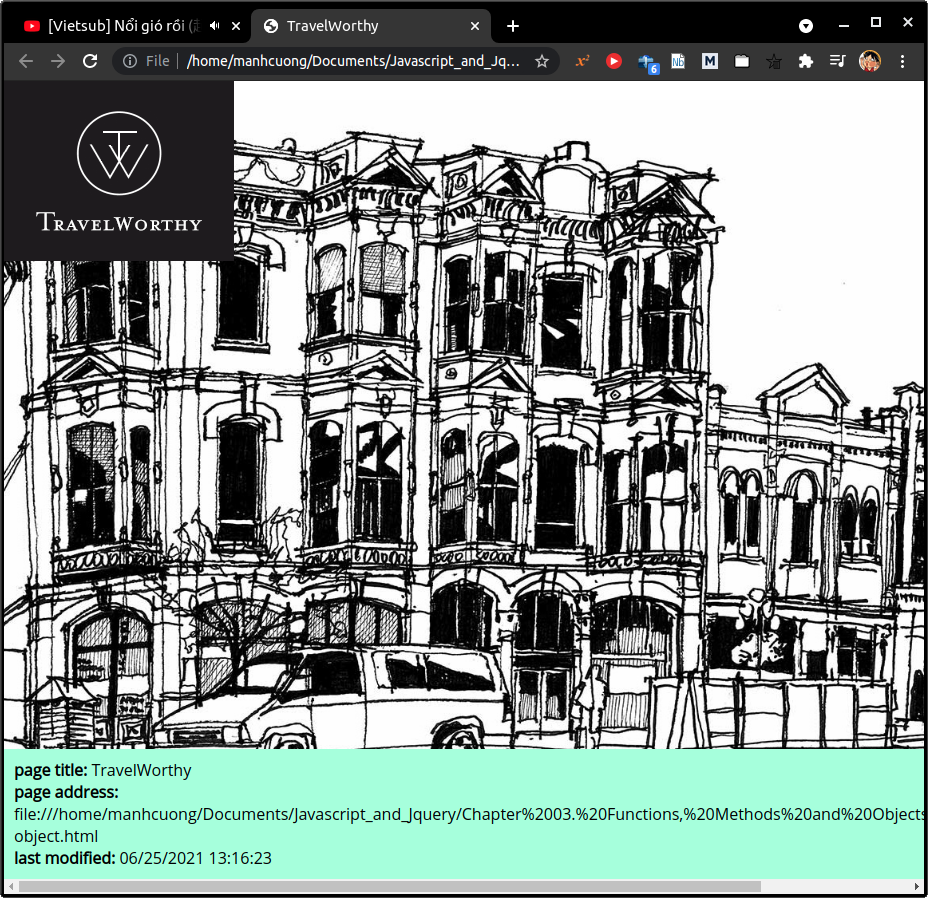 [Vietsub] Nổi gió rồi (
TravelWorthy
File | /home/manhcuong/Documents/Javascript_and_Jq...
x²
6
M
TW
TRAVELWORTHY
page title: TravelWorthy
page address:
file:///home/manhcuong/Documents/Javascript_and_Jquery/Chapter%2003.%20Functions,%20Methods%20and%20Objects
object.html
last modified: 06/25/2021 13:16:23